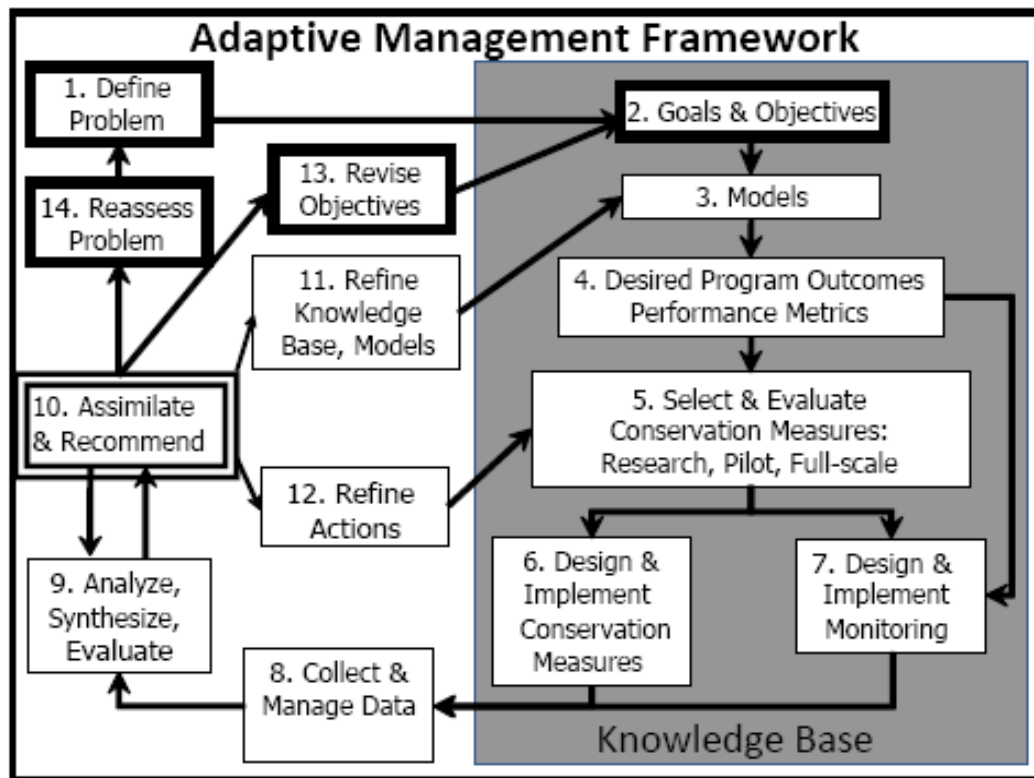 Adaptive Management Framework
1. Define
Problem
2. Goals & Objectives
13. Revise
Objectives
14. Reassess
Problem
3. Models
11. Refine
Knowledge
Base, Models
4. Desired Program Outcomes
Performance Metrics
10. Assimilate
& Recommend
5. Select & Evaluate
Conservation Measures:
Research, Pilot, Full-scale
12. Refine
Actions
6. Design &
Implement
Conservation
Measures
7. Design &
Implement
Monitoring
9. Analyze,
Synthesize,
Evaluate
8. Collect &
Manage Data
Knowledge Base